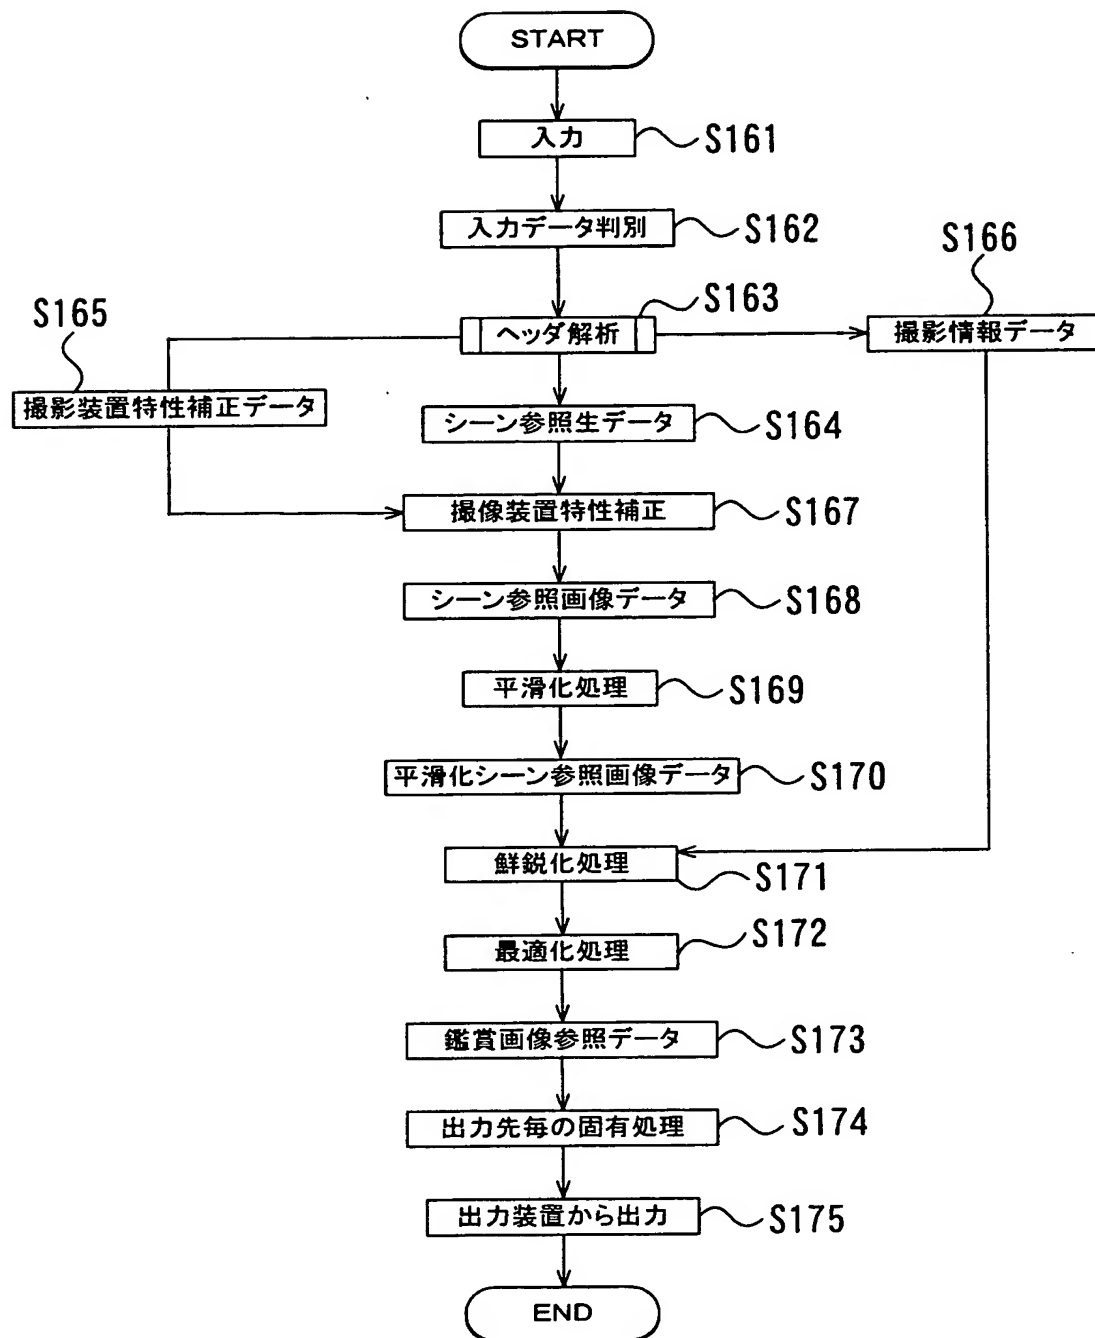 START
入力
S161
入力データ判別
S162
S166
S165
S163
ヘッダ解析
撮影情報データ
撮影装置特性補正データ
シーン参照生データ
S164
撮像装置特性補正
S167
シーン参照画像データ
S168
平滑化処理
S169
平滑化シーン参照画像データ
S170
鮮鋭化処理
S171
最適化処理
S172
鑑賞画像参照データ
S173
出力先毎の固有処理
S174
出力装置から出力
S175
END